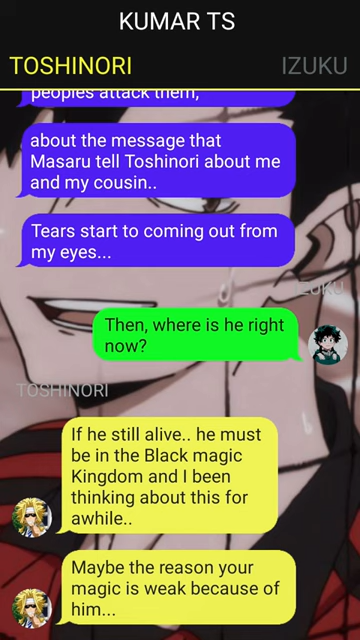 KUMAR TS
TOSHINORI
IZUKU
peoples attack them,
about the message that
Masaru tell Toshinori about me
and my cousin..
Tears start to coming out from
my eyes...
IZUKU
Then, where is he right
now?
TOSHINORI
If he still alive.. he must
be in the Black magic
Kingdom and I been
thinking about this for
awhile..
Maybe the reason your
magic is weak because of
him...